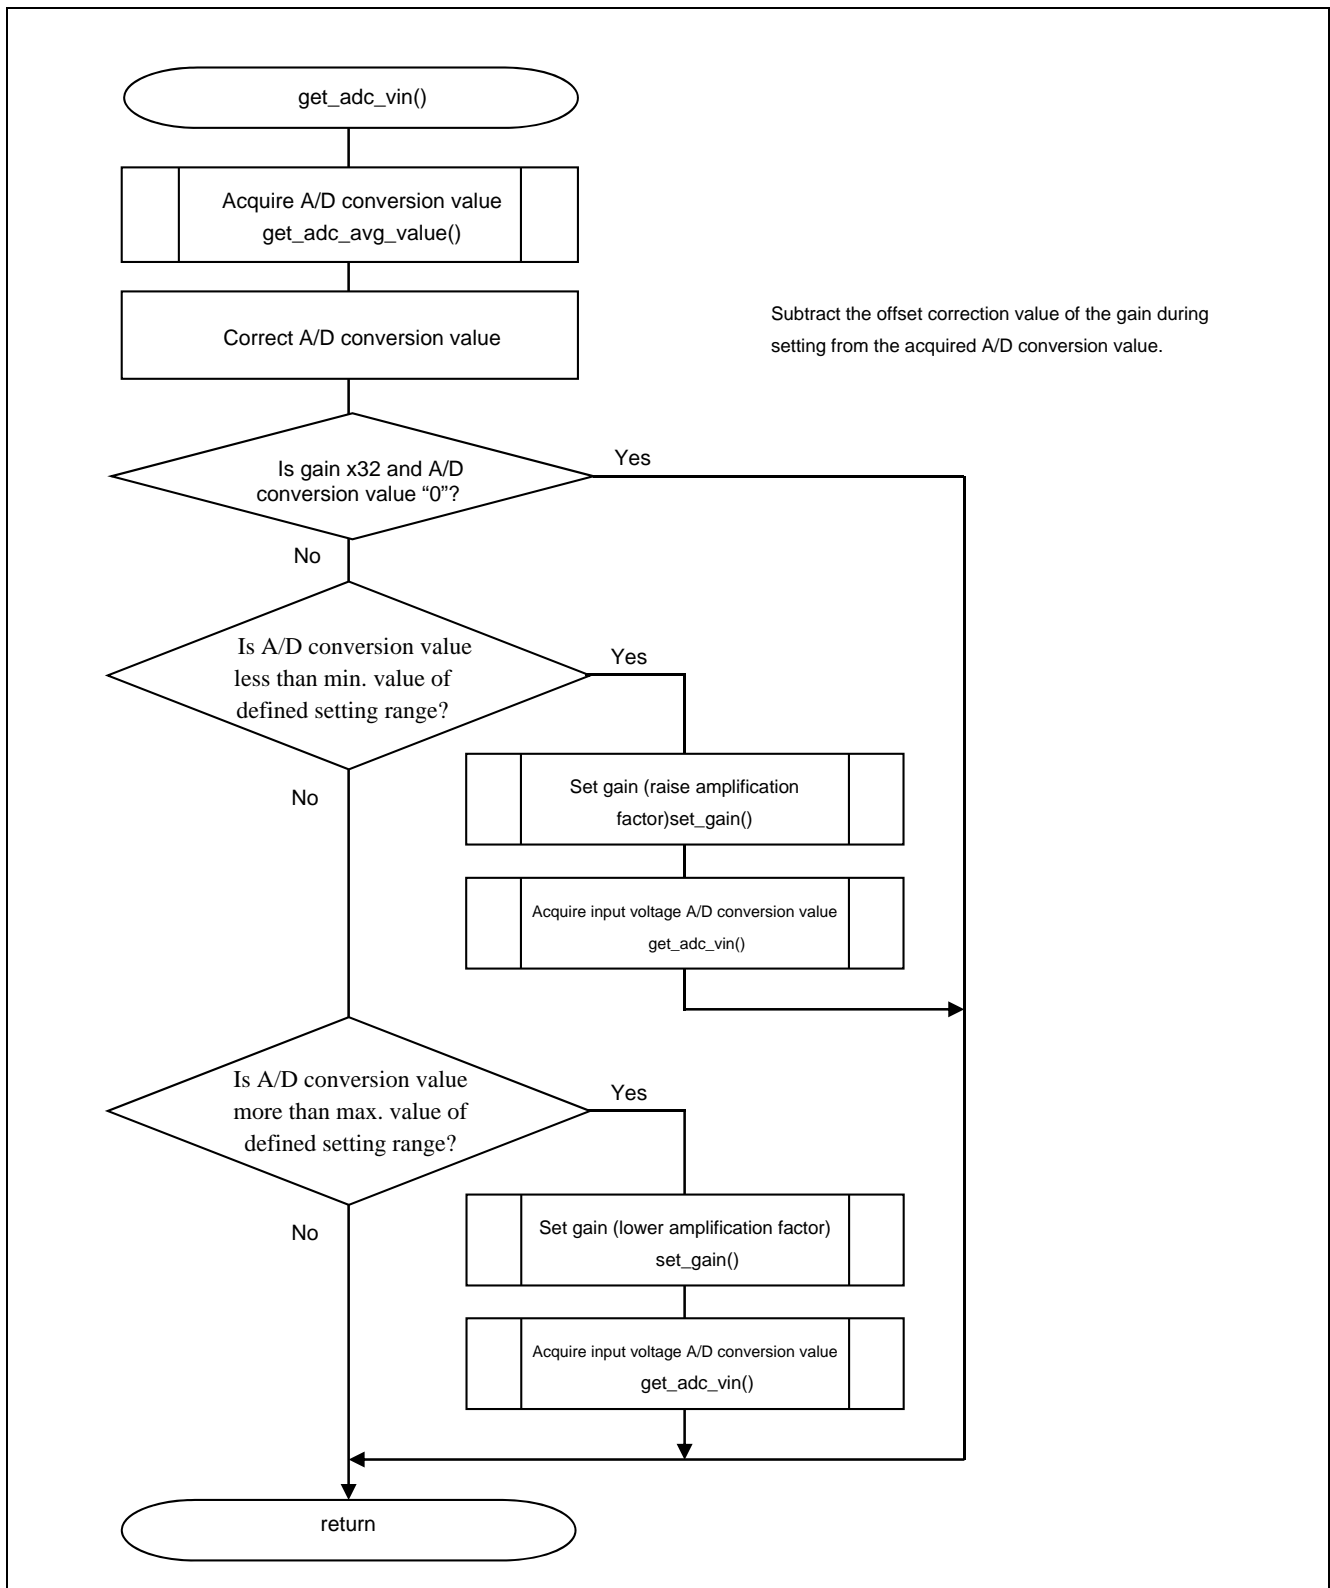 get_adc_vin()
Acquire A/D conversion value
get_adc_avg_value()
Correct A/D conversion value
Subtract the offset correction value of the gain during
setting from the acquired A/D conversion value.
Is gain x32 and A/D
conversion value “0”?
Yes
No
Is A/D conversion value
less than min. value of
defined setting range?
Yes
No
Set gain (raise amplification
factor)set_gain()
Acquire input voltage A/D conversion value
get_adc_vin()
Is A/D conversion value
more than max. value of
defined setting range?
Yes
No
Set gain (lower amplification factor)
set_gain()
Acquire input voltage A/D conversion value
get_adc_vin()
return